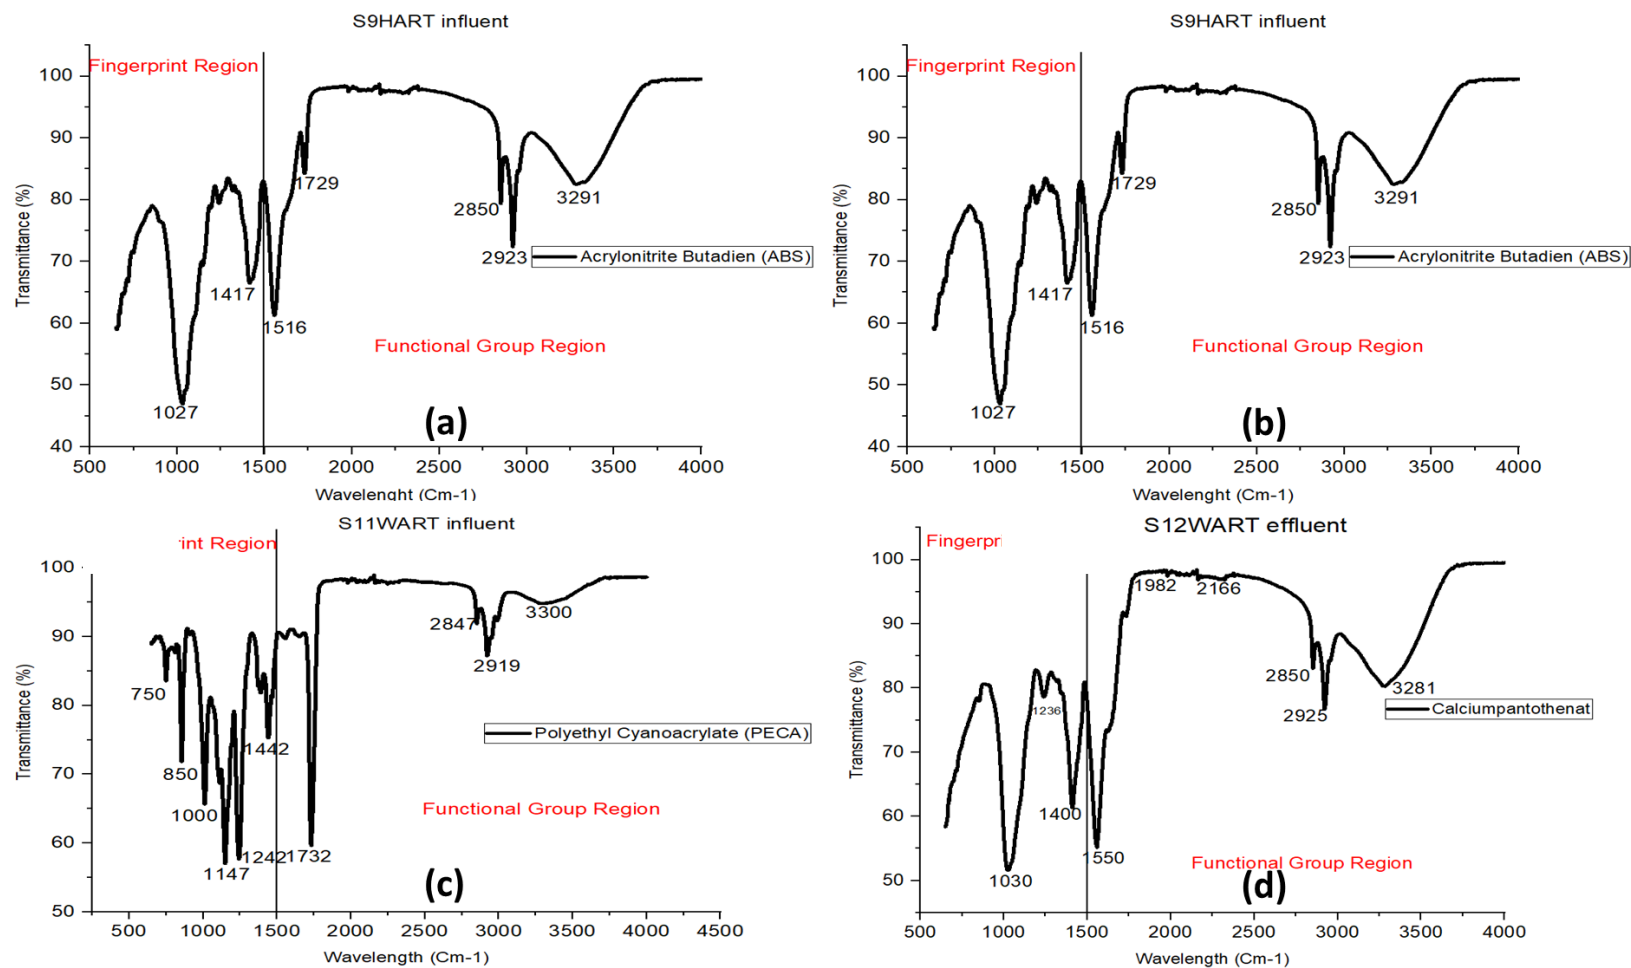 S9HART influent
Fingerprint Region
100
90
80
70
60
50
40
Transmittance (%)
1729
2850
3291
2923
Acrylonitrite Butadien (ABS)
1417
1516
Functional Group Region
1027
(a)
500 1000 1500 2000 2500 3000 3500 4000
Wavelenght (Cm-1)
S9HART influent
Fingerprint Region
100
90
80
70
60
50
40
Transmittance (%)
1729
2850
3291
2923
Acrylonitrite Butadien (ABS)
1417
1516
Functional Group Region
1027
(b)
500 1000 1500 2000 2500 3000 3500 4000
Wavelenght (Cm-1)
S11WART influent
rint Region
100
90
80
70
60
50
Transmittance (%)
2847
3300
2919
750
1442
Polyethyl Cyanoacrylate (PECA)
850
1000
Functional Group Region
1147
1242
1732
(c)
500 1000 1500 2000 2500 3000 3500 4000 4500
Wavelength (Cm-1)
S12WART effluent
Fingerpri
100
90
80
70
60
50
Transmittance (%)
1982
2166
2850
3281
2925
1236
Calciumpantothenat
1400
1550
1030
Functional Group Region
(d)
500 1000 1500 2000 2500 3000 3500 4000
Wavelength (Cm-1)